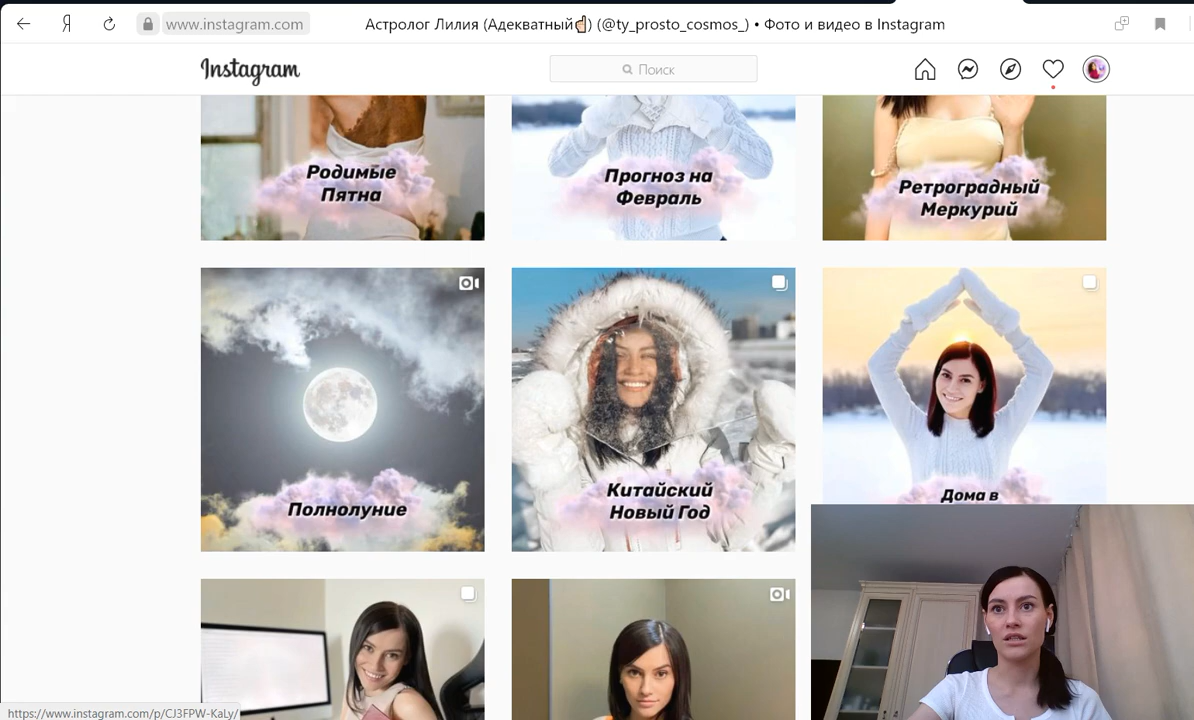 www.instagram.com
Астролог Лилия (Адекватный☝🏼) (@ty_prosto_cosmos_) • Фото и видео в Instagram
Instagram
Поиск
Родимые
Пятна
Прогноз на
Февраль
Ретроградный
Меркурий
Полнолуние
Китайский
Новый Год
Дома в
https://www.instagram.com/p/CJ3FPW-KaLy/